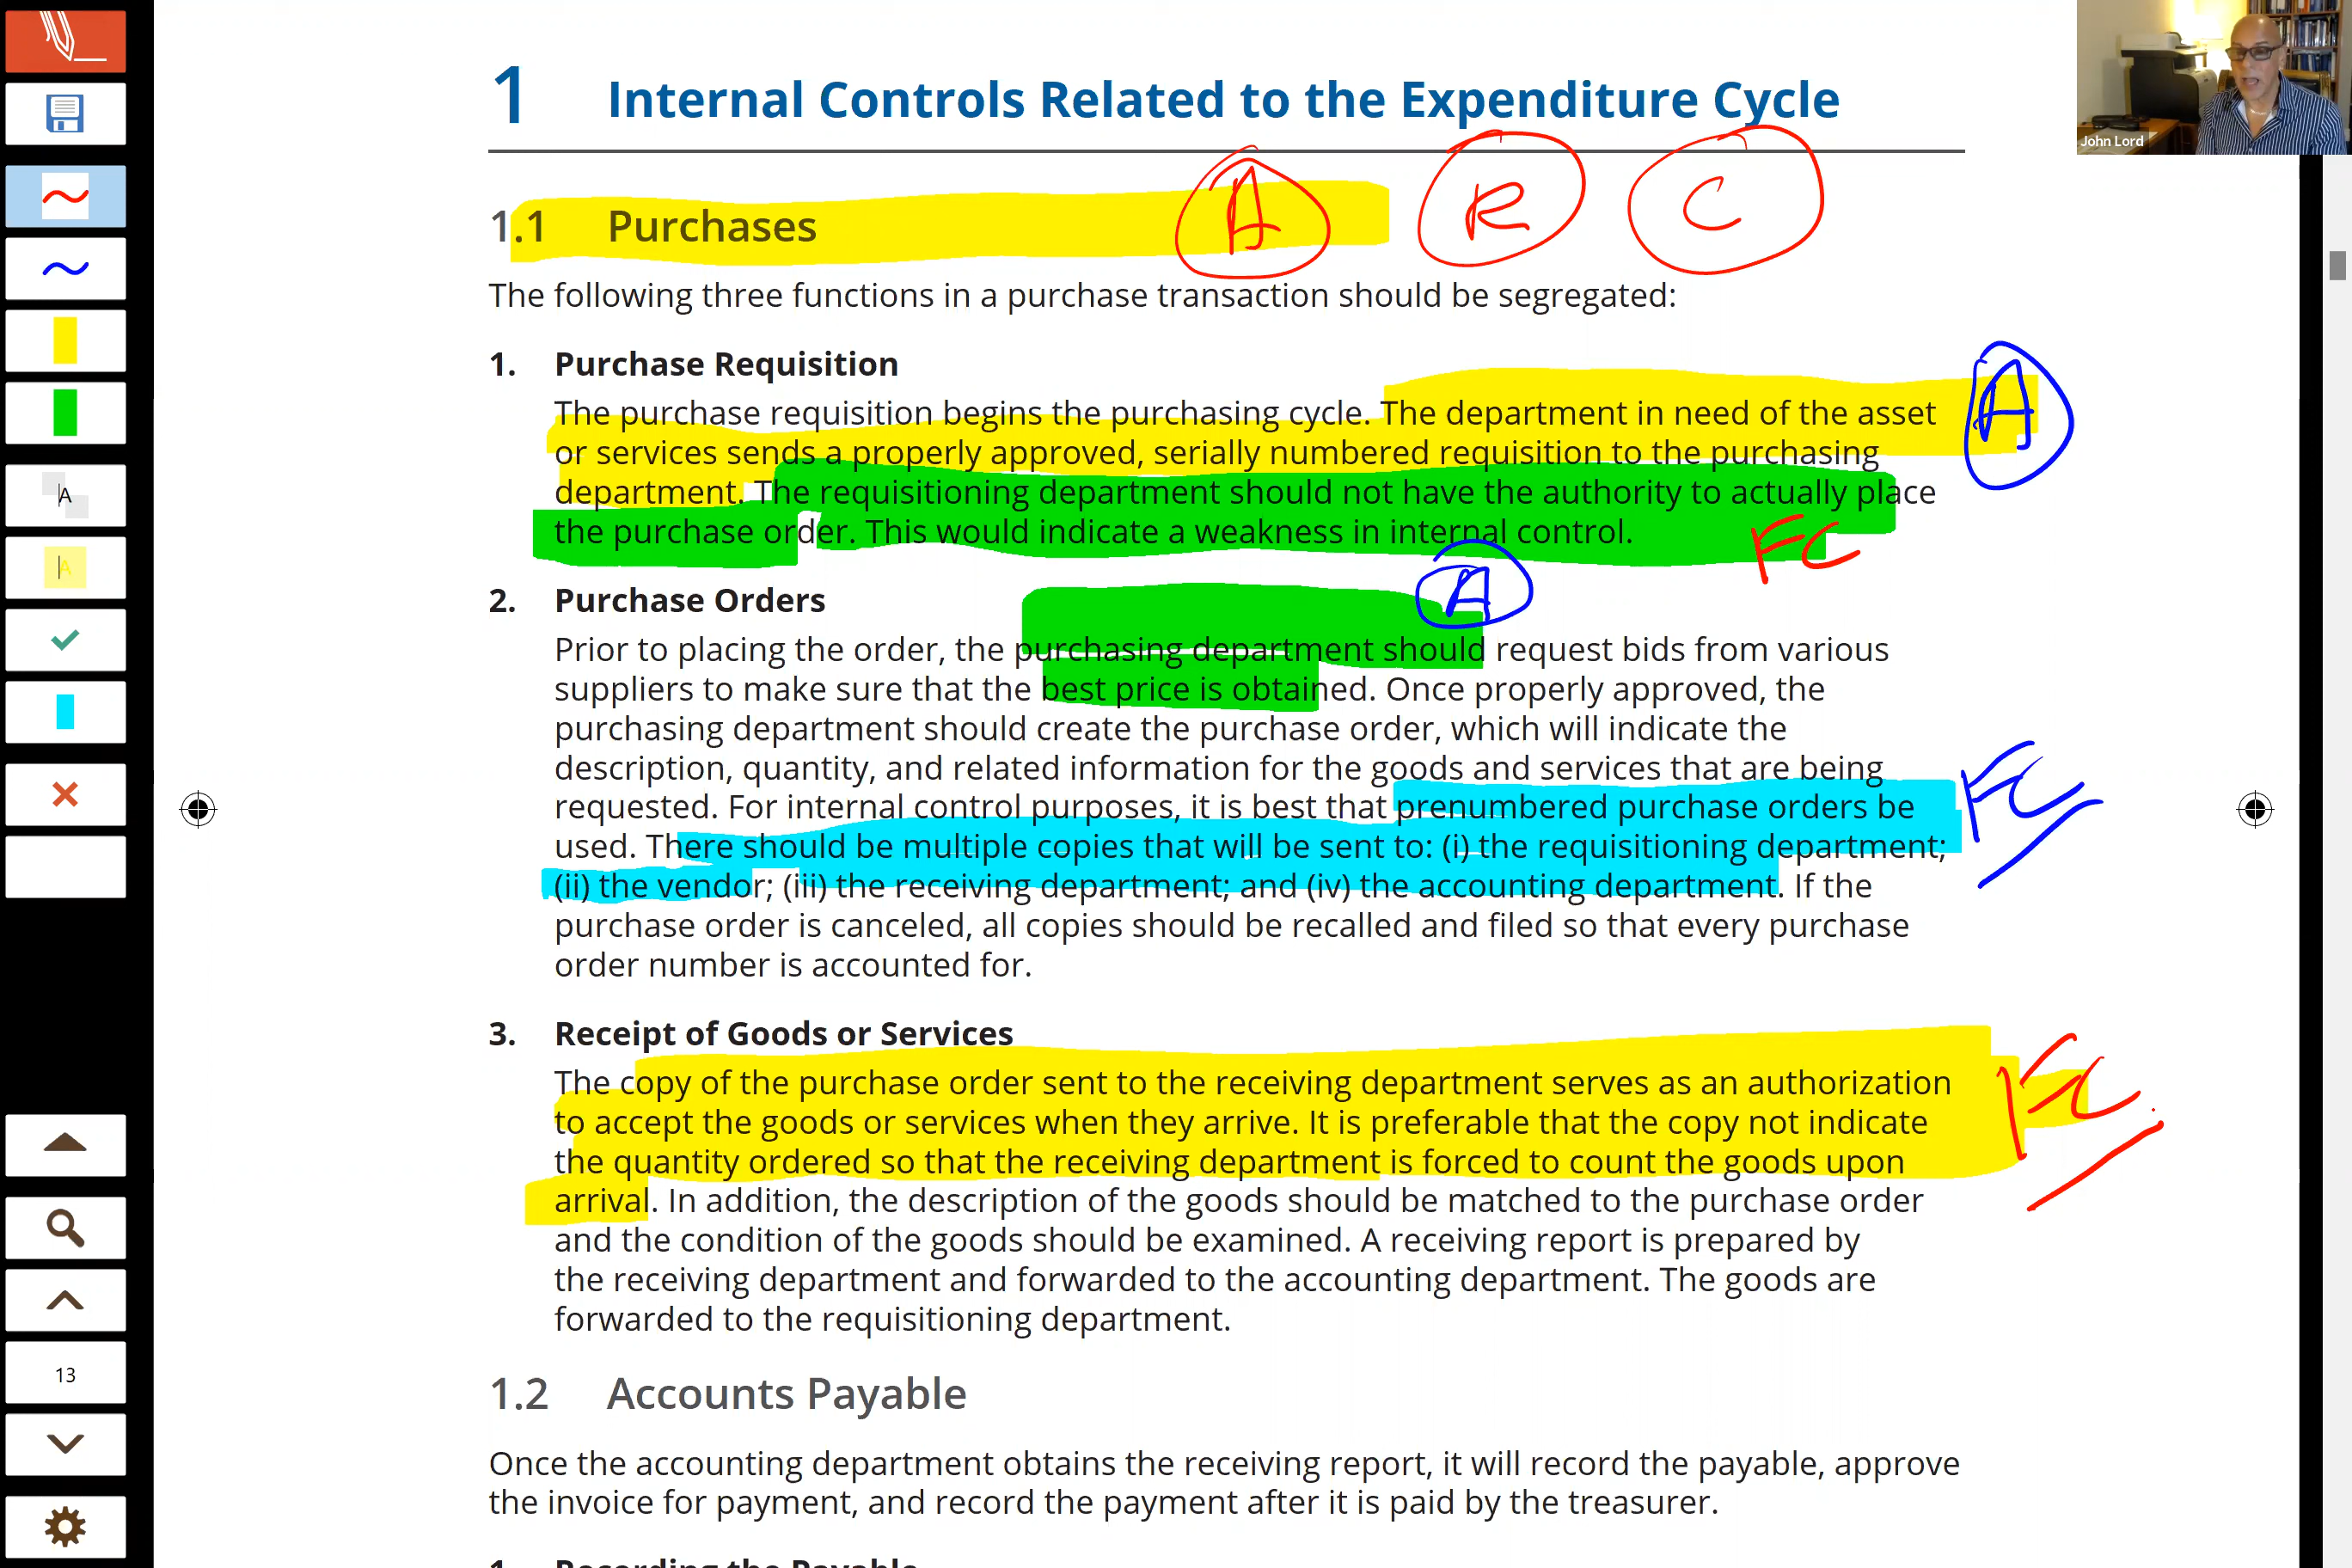 1 Internal Controls Related to the Expenditure Cycle
John Lord
A R C
1.1 Purchases
The following three functions in a purchase transaction should be segregated:
1. Purchase Requisition
The purchase requisition begins the purchasing cycle. The department in need of the asset A
or services sends a properly approved, serially numbered requisition to the purchasing
department. The requisitioning department should not have the authority to actually place
the purchase order. This would indicate a weakness in internal control. FC
2. Purchase Orders A
Prior to placing the order, the purchasing department should request bids from various
suppliers to make sure that the best price is obtained. Once properly approved, the
purchasing department should create the purchase order, which will indicate the
description, quantity, and related information for the goods and services that are being
requested. For internal control purposes, it is best that prenumbered purchase orders be FC
used. There should be multiple copies that will be sent to: (i) the requisitioning department;
(ii) the vendor; (iii) the receiving department; and (iv) the accounting department. If the
purchase order is canceled, all copies should be recalled and filed so that every purchase
order number is accounted for.
3. Receipt of Goods or Services
The copy of the purchase order sent to the receiving department serves as an authorization FC
to accept the goods or services when they arrive. It is preferable that the copy not indicate
the quantity ordered so that the receiving department is forced to count the goods upon
arrival. In addition, the description of the goods should be matched to the purchase order
and the condition of the goods should be examined. A receiving report is prepared by
the receiving department and forwarded to the accounting department. The goods are
forwarded to the requisitioning department.
1.2 Accounts Payable
Once the accounting department obtains the receiving report, it will record the payable, approve
the invoice for payment, and record the payment after it is paid by the treasurer.
1. Recording the Payable
A
A
13